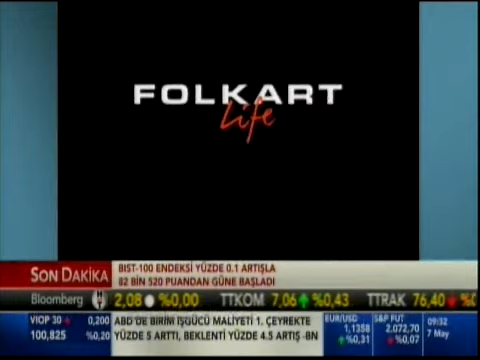 FOLKART
life
SON DAKİKA
BIST-100 ENDEKSİ YÜZDE 0.1 ARTIŞLA
82 BİN 520 PUANDAN GÜNE BAŞLADI
Bloomberg HT 2,08 %0,00 TTKOM 7,06 %0,43 TTRAK 76,40 %0
VIOP 30 0,200
100,825 %0,20
ABD'DE BİRİM İŞGÜCÜ MALİYETİ 1. ÇEYREKTE
YÜZDE 5 ARTTI, BEKLENTİ YÜZDE 4.5 ARTIŞ -BN
EUR/USD
1,1358
%0,31
S&P FUT
2.072,70
%0,07
09:32
7 May